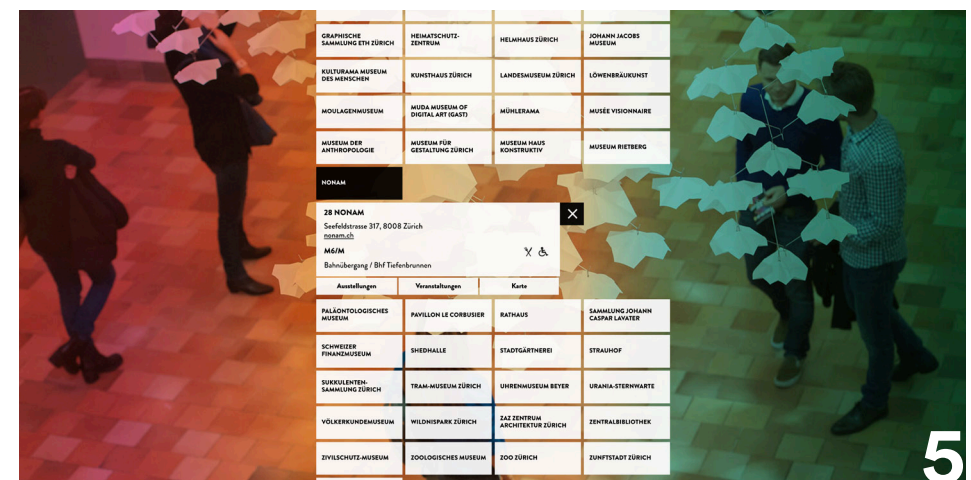 GRAPHISCHE
SAMMLUNG ETH ZÜRICH
HEIMATSCHUTZ-
ZENTRUM
HELMHAUS ZÜRICH
JOHANN JACOBS
MUSEUM
KULTURAMA MUSEUM
DES MENSCHEN
KUNSTHAUS ZÜRICH
LANDESMUSEUM ZÜRICH
LÖWENBRÄUKUNST
MOULAGENMUSEUM
MUDA MUSEUM OF
DIGITAL ART (GAST)
MÜHLERAMA
MUSÉE VISIONNAIRE
MUSEUM DER
ANTHROPOLOGIE
MUSEUM FÜR
GESTALTUNG ZÜRICH
MUSEUM HAUS
KONSTRUKTIV
MUSEUM RIETBERG
NONAM
28 NONAM
Seefeldstrasse 317, 8008 Zürich
nonam.ch
M6/M
Bahnübergang / Bhf Tiefenbrunnen
Ausstellungen
Veranstaltungen
Karte
PALÄONTOLOGISCHES
MUSEUM
PAVILLON LE CORBUSIER
RATHAUS
SAMMLUNG JOHANN
CASPAR LAVATER
SCHWEIZER
FINANZMUSEUM
SHEDHALLE
STADTGÄRTNEREI
STRAUHOF
SUKKULENTEN-
SAMMLUNG ZÜRICH
TRAM-MUSEUM ZÜRICH
UHRENMUSEUM BEYER
URANIA-STERNWARTE
VÖLKERKUNDEMUSEUM
WILDNISPARK ZÜRICH
ZAZ ZENTRUM
ARCHITEKTUR ZÜRICH
ZENTRALBIBLIOTHEK
ZIVILSCHUTZ-MUSEUM
ZOOLOGISCHES MUSEUM
ZOO ZÜRICH
ZUNFTSTADT ZÜRICH
5